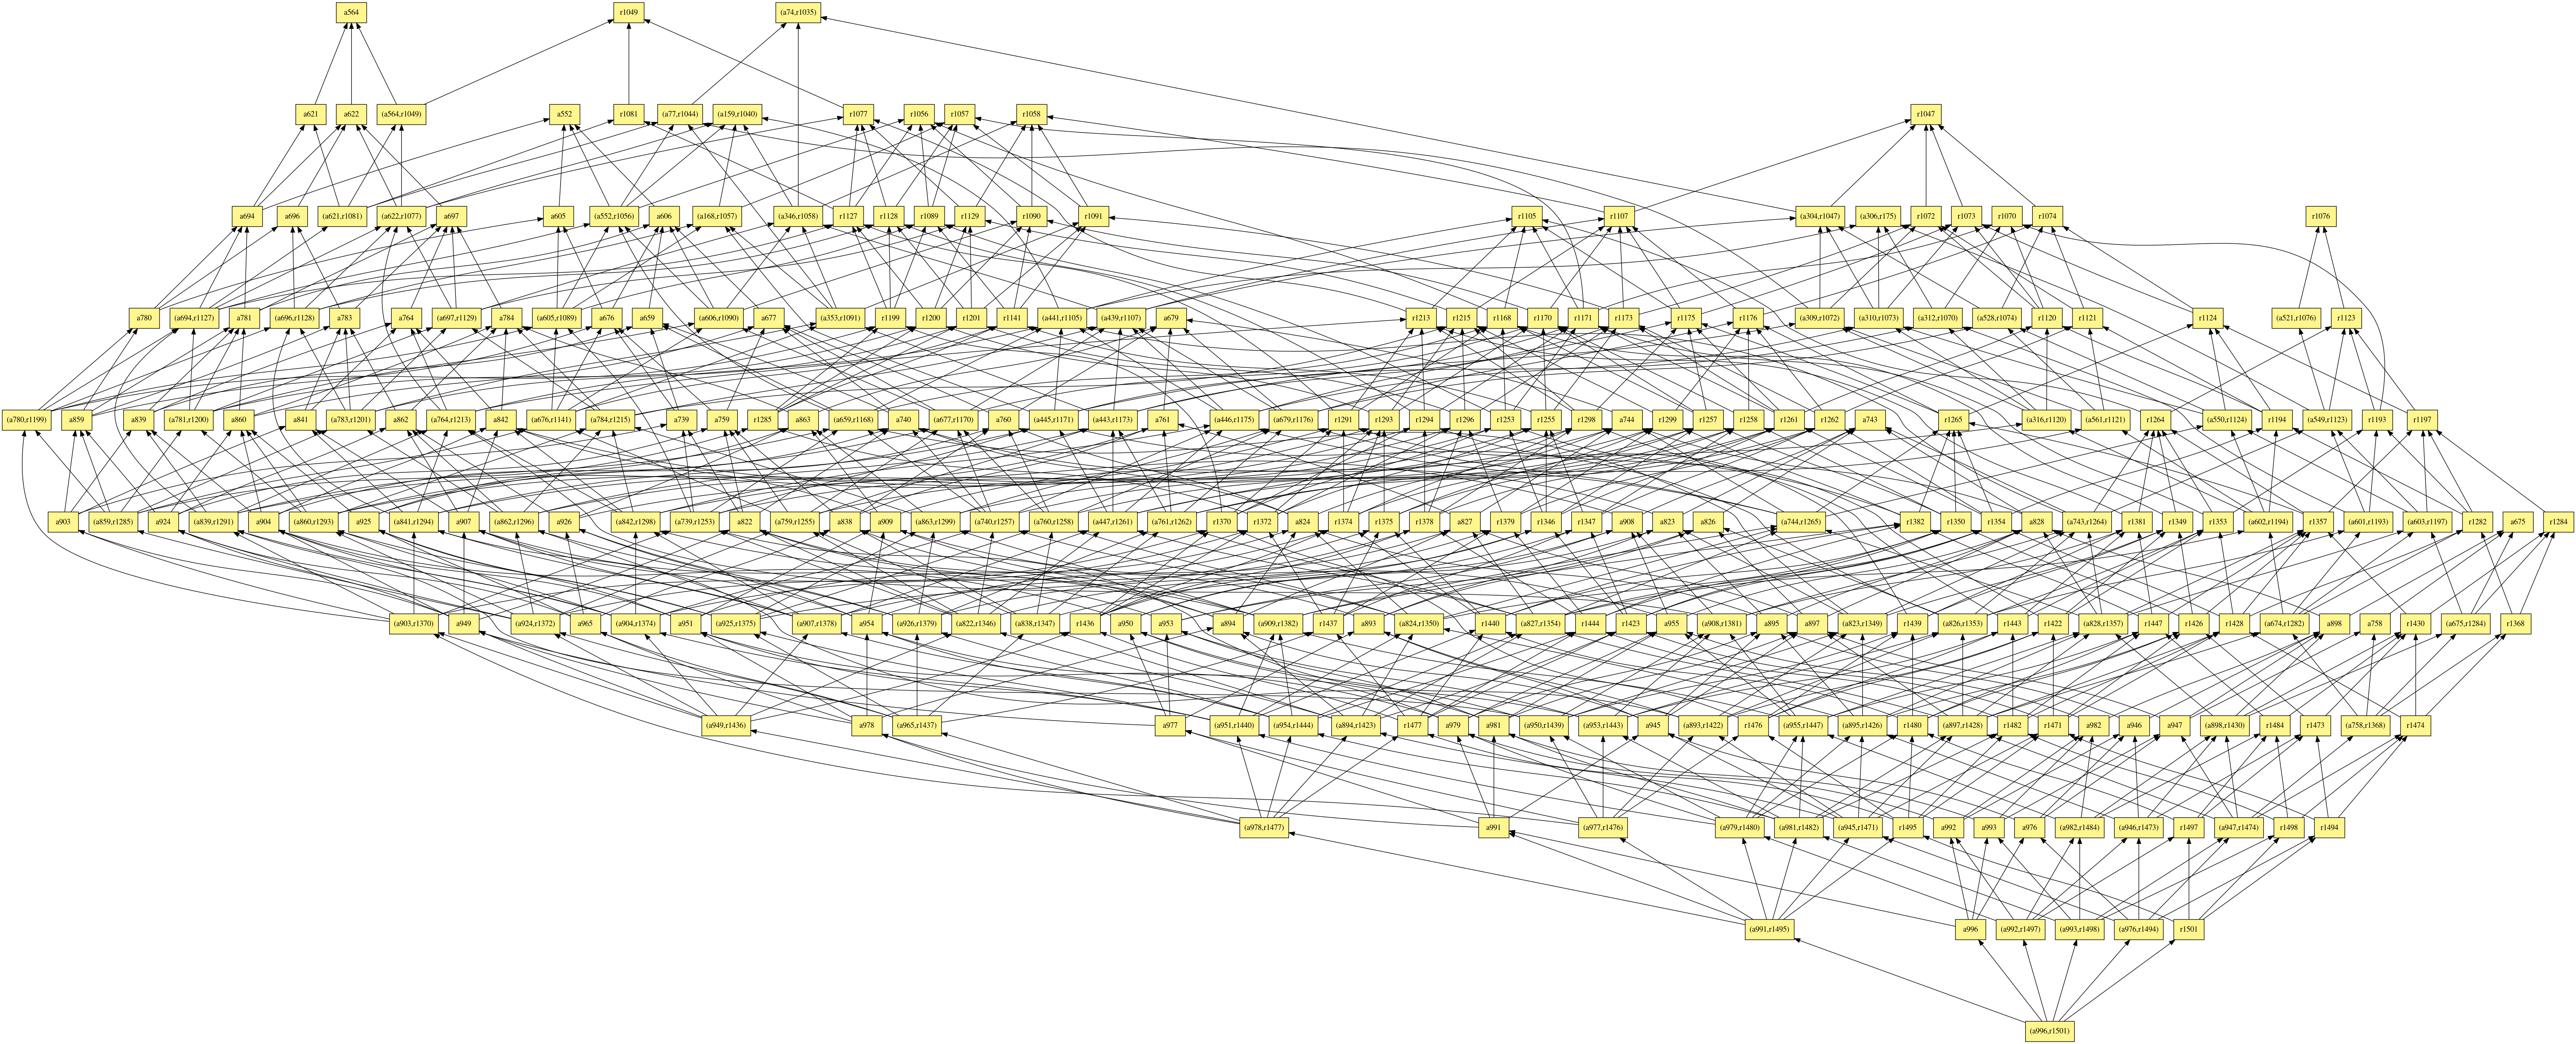 a564 r1049 (a74,r1035)
a621 a622 (a564,r1049) a552 r1081 (a77,r1044) (a159,r1040) r1077 r1056 r1057 r1058 r1047
a694 a696 (a621,r1081) (a622,r1077) a697 a605 (a552,r1056) a606 (a168,r1057) (a346,r1058) r1127 r1128 r1089 r1129 r1090 r1091 r1105 r1107 (a304,r1047) (a306,r175) r1072 r1073 r1070 r1074 r1076
a780 (a694,r1127) a781 (a696,r1128) a783 a764 (a697,r1129) a784 (a605,r1089) a676 a659 (a606,r1090) a677 (a353,r1091) r1199 r1200 r1201 r1141 (a441,r1105) (a439,r1107) a679 r1213 r1215 r1168 r1170 r1171 r1173 r1175 r1176 (a309,r1072) (a310,r1073) (a312,r1070) (a528,r1074) r1120 r1121 r1124 (a521,r1076) r1123
(a780,r1199) a859 a839 (a781,r1200) a860 a841 (a783,r1201) a862 (a764,r1213) a842 (a676,r1141) (a784,r1215) a739 a759 r1285 a863 (a659,r1168) a740 (a677,r1170) a760 (a445,r1171) (a443,r1173) a761 (a446,r1175) (a679,r1176) r1291 r1293 r1294 r1296 r1253 r1255 r1298 a744 r1299 r1257 r1258 r1261 r1262 a743 r1265 (a316,r1120) (a561,r1121) r1264 (a550,r1124) r1194 (a549,r1123) r1193 r1197
a903 (a859,r1285) a924 (a839,r1291) a904 (a860,r1293) a925 (a841,r1294) a907 (a862,r1296) a926 (a842,r1298) (a739,r1253) a822 (a759,r1255) a838 a909 (a863,r1299) (a740,r1257) (a760,r1258) (a447,r1261) (a761,r1262) r1370 r1372 a824 r1374 r1375 r1378 a827 r1379 r1346 r1347 a908 a823 a826 (a744,r1265) r1382 r1350 r1354 a828 (a743,r1264) r1381 r1349 r1353 (a602,r1194) r1357 (a601,r1193) (a603,r1197) r1282 a675 r1284
(a903,r1370) a949 (a924,r1372) a965 (a904,r1374) a951 (a925,r1375) (a907,r1378) a954 (a926,r1379) (a822,r1346) (a838,r1347) r1436 a950 a953 a894 (a909,r1382) r1437 a893 (a824,r1350) r1440 (a827,r1354) r1444 r1423 a955 (a908,r1381) a895 a897 (a823,r1349) r1439 (a826,r1353) r1443 r1422 (a828,r1357) r1447 r1426 r1428 (a674,r1282) a898 a758 r1430 (a675,r1284) r1368
(a949,r1436) a978 (a965,r1437) a977 (a951,r1440) (a954,r1444) (a894,r1423) r1477 a979 a981 (a950,r1439) (a953,r1443) a945 (a893,r1422) r1476 (a955,r1447) (a895,r1426) r1480 (a897,r1428) r1482 r1471 a982 a946 a947 (a898,r1430) r1484 r1473 (a758,r1368) r1474
(a978,r1477) a991 (a977,r1476) (a979,r1480) (a981,r1482) (a945,r1471) r1495 a992 a993 a976 (a982,r1484) (a946,r1473) r1497 (a947,r1474) r1498 r1494
(a991,r1495) a996 (a992,r1497) (a993,r1498) (a976,r1494) r1501
(a996,r1501)